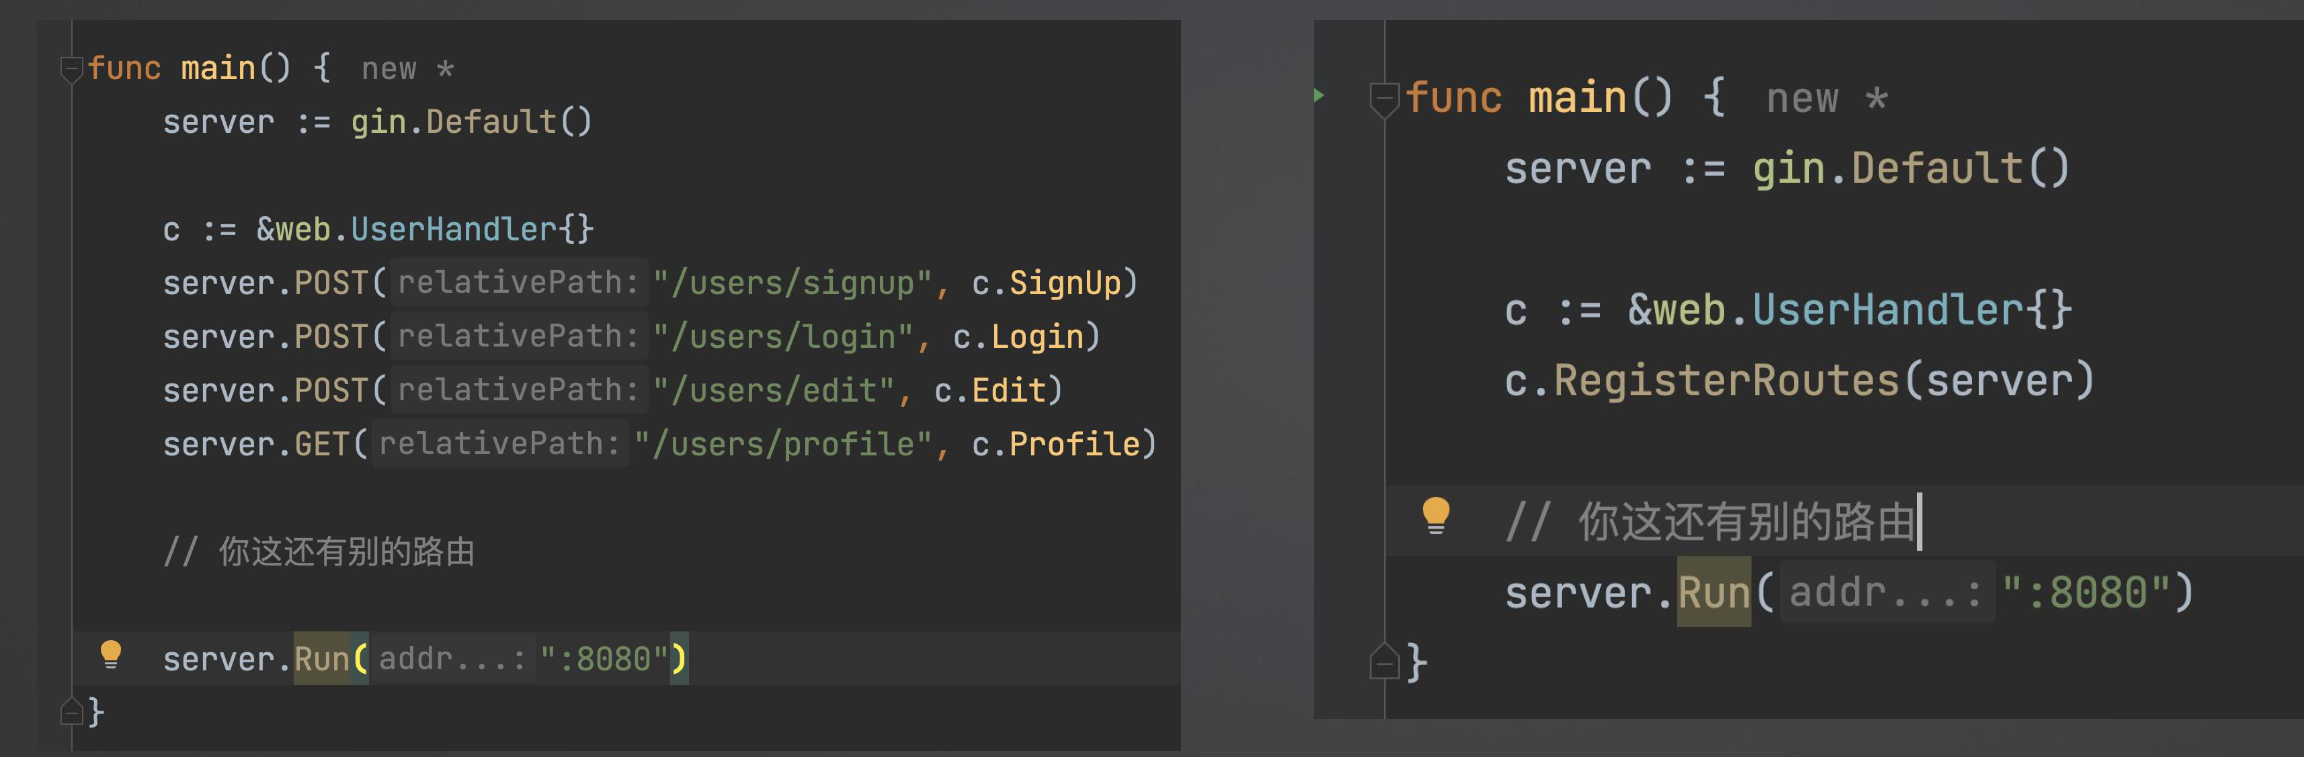 func main() { new *
server := gin.Default()
c := &web.UserHandler{}
server.POST(relativePath:"/users/signup", c.SignUp)
server.POST(relativePath:"/users/login", c.Login)
server.POST(relativePath:"/users/edit", c.Edit)
server.GET(relativePath:"/users/profile", c.Profile)
// 你这还有别的路由
server.Run(addr...:":8080")
}
func main() { new *
server := gin.Default()
c := &web.UserHandler{}
c.RegisterRoutes(server)
// 你这还有别的路由
server.Run(addr...:":8080")
}